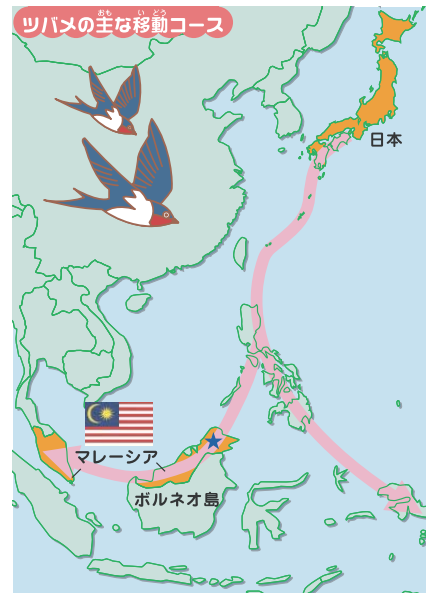 ツバメの主な移動コース
おも い どう
日本
マレーシア
ボルネオ島